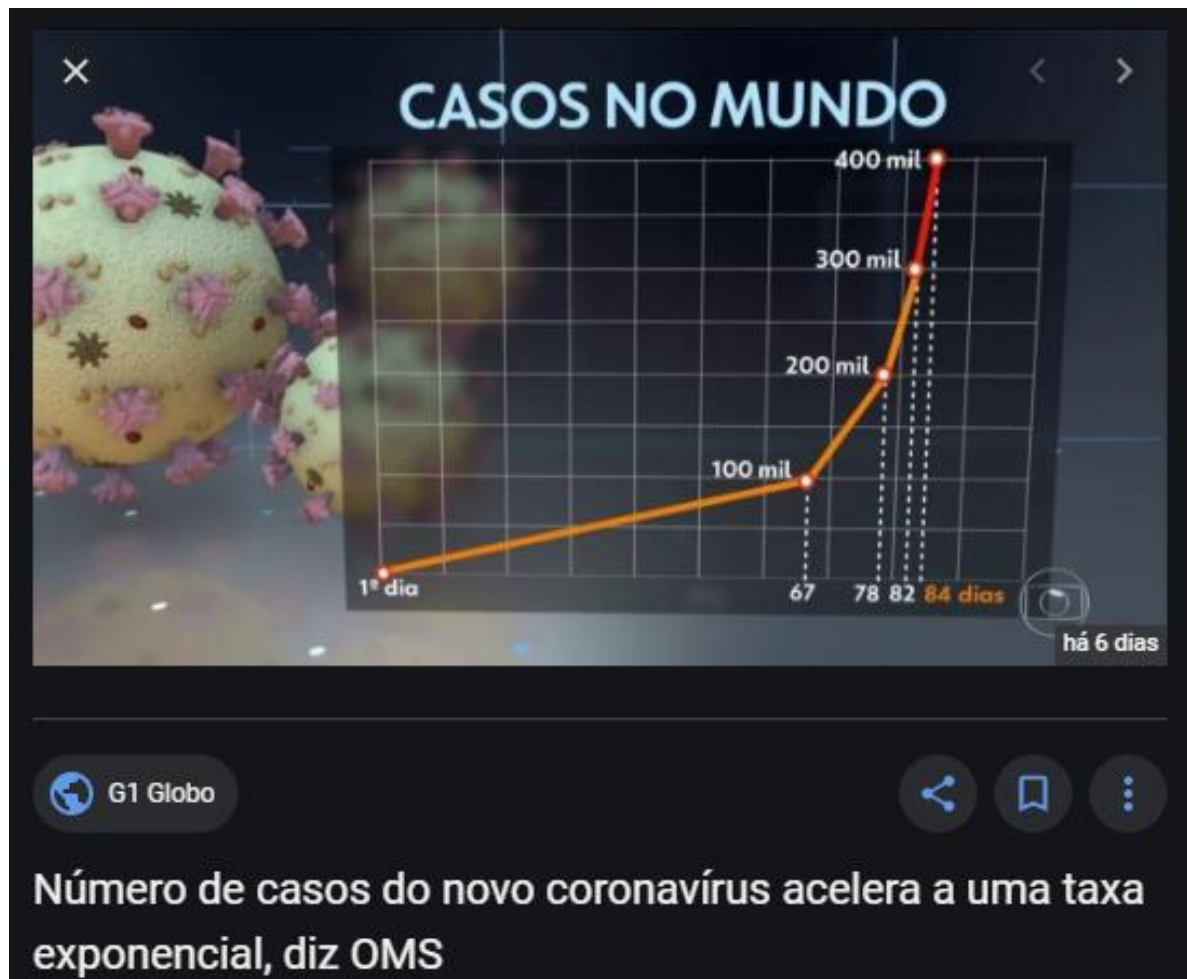 CASOS NO MUNDO
400 mil
300 mil
200 mil
100 mil
1º dia
67 78 82 84 dias
há 6 dias
G1 Globo
Número de casos do novo coronavírus acelera a uma taxa
exponencial, diz OMS